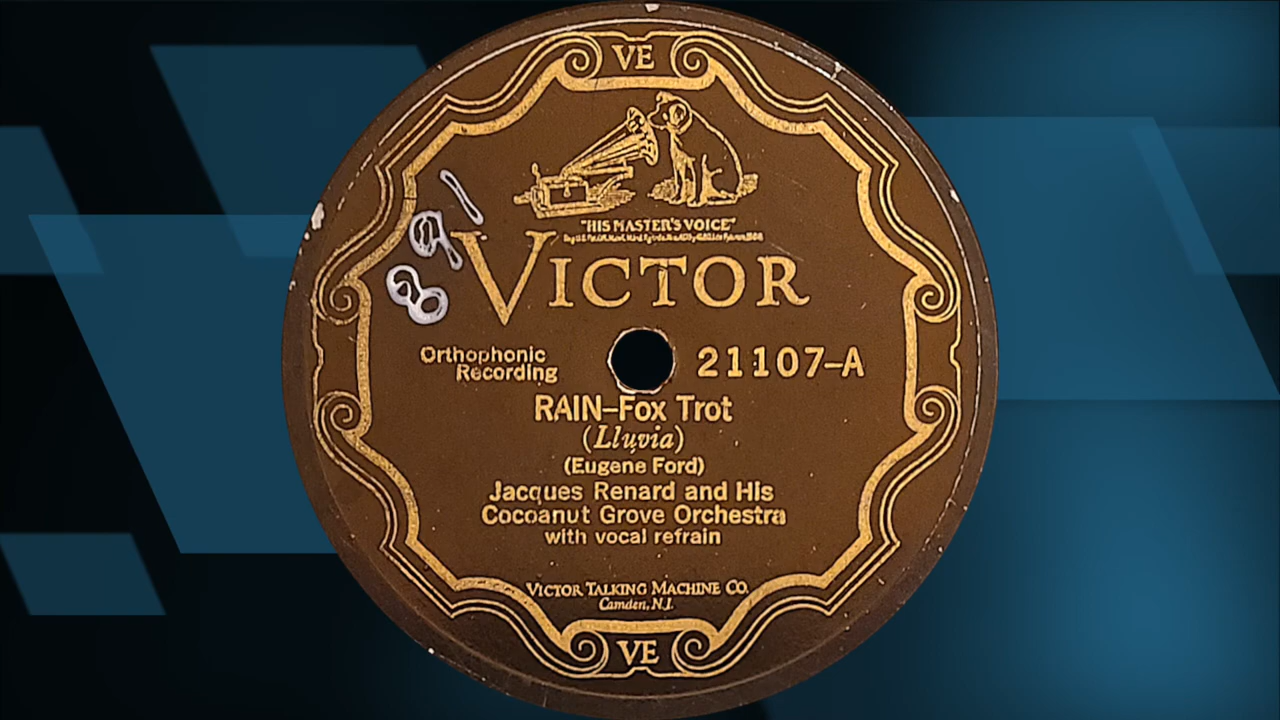 VE
"HIS MASTER'S VOICE"
VICTOR
891
Orthophonic
Recording
21107-A
RAIN-Fox Trot
(Lluvia)
(Eugene Ford)
Jacques Renard and His
Cocoanut Grove Orchestra
with vocal refrain
VICTOR TALKING MACHINE CO.
Camden, N.J.
VE